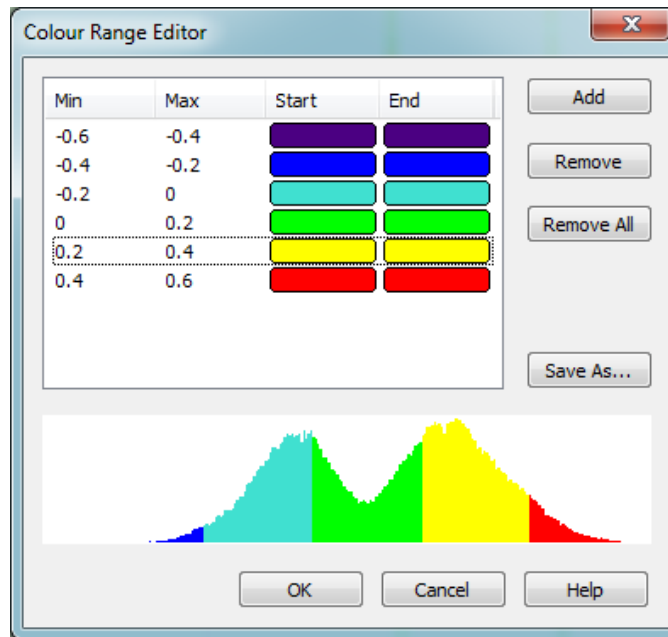 Colour Range Editor
X
Min Max Start End
-0.6 -0.4
-0.4 -0.2
-0.2 0
0 0.2
0.2 0.4
0.4 0.6
Add
Remove
Remove All
Save As...
OK Cancel Help